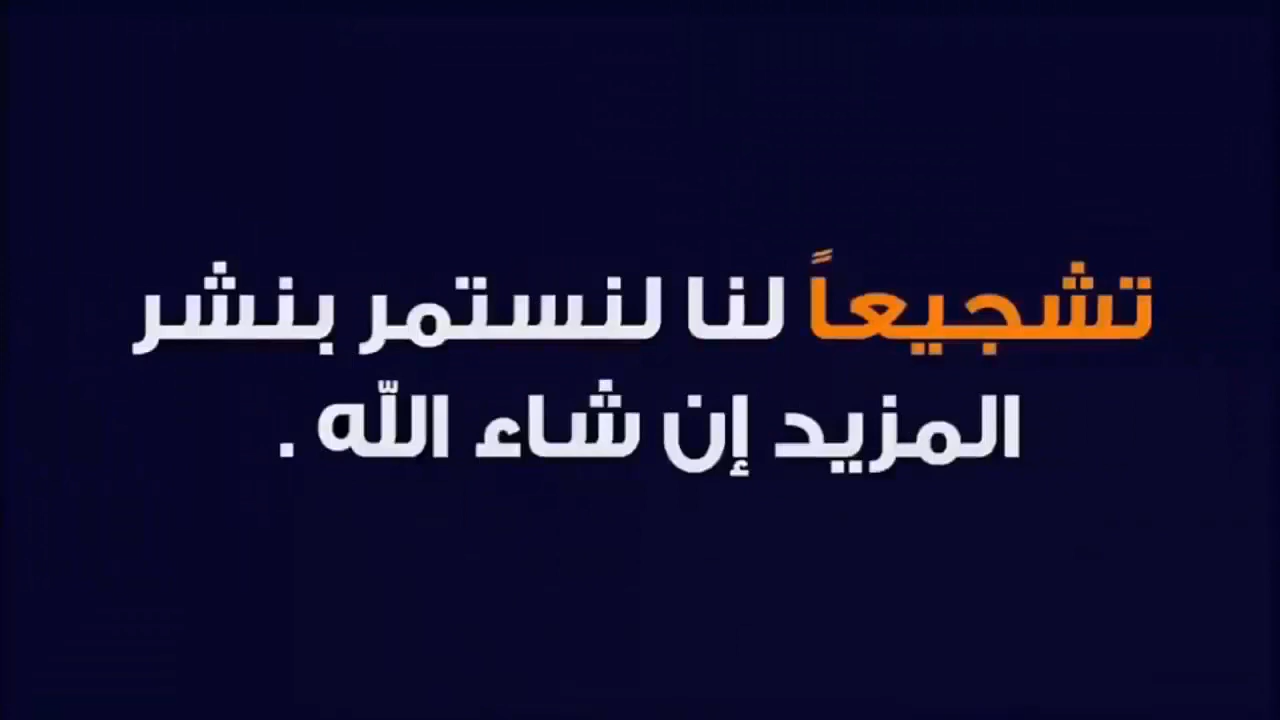 تشجيعاً لنا لنستمر بنشر
المزيد إن شاء اللّه .